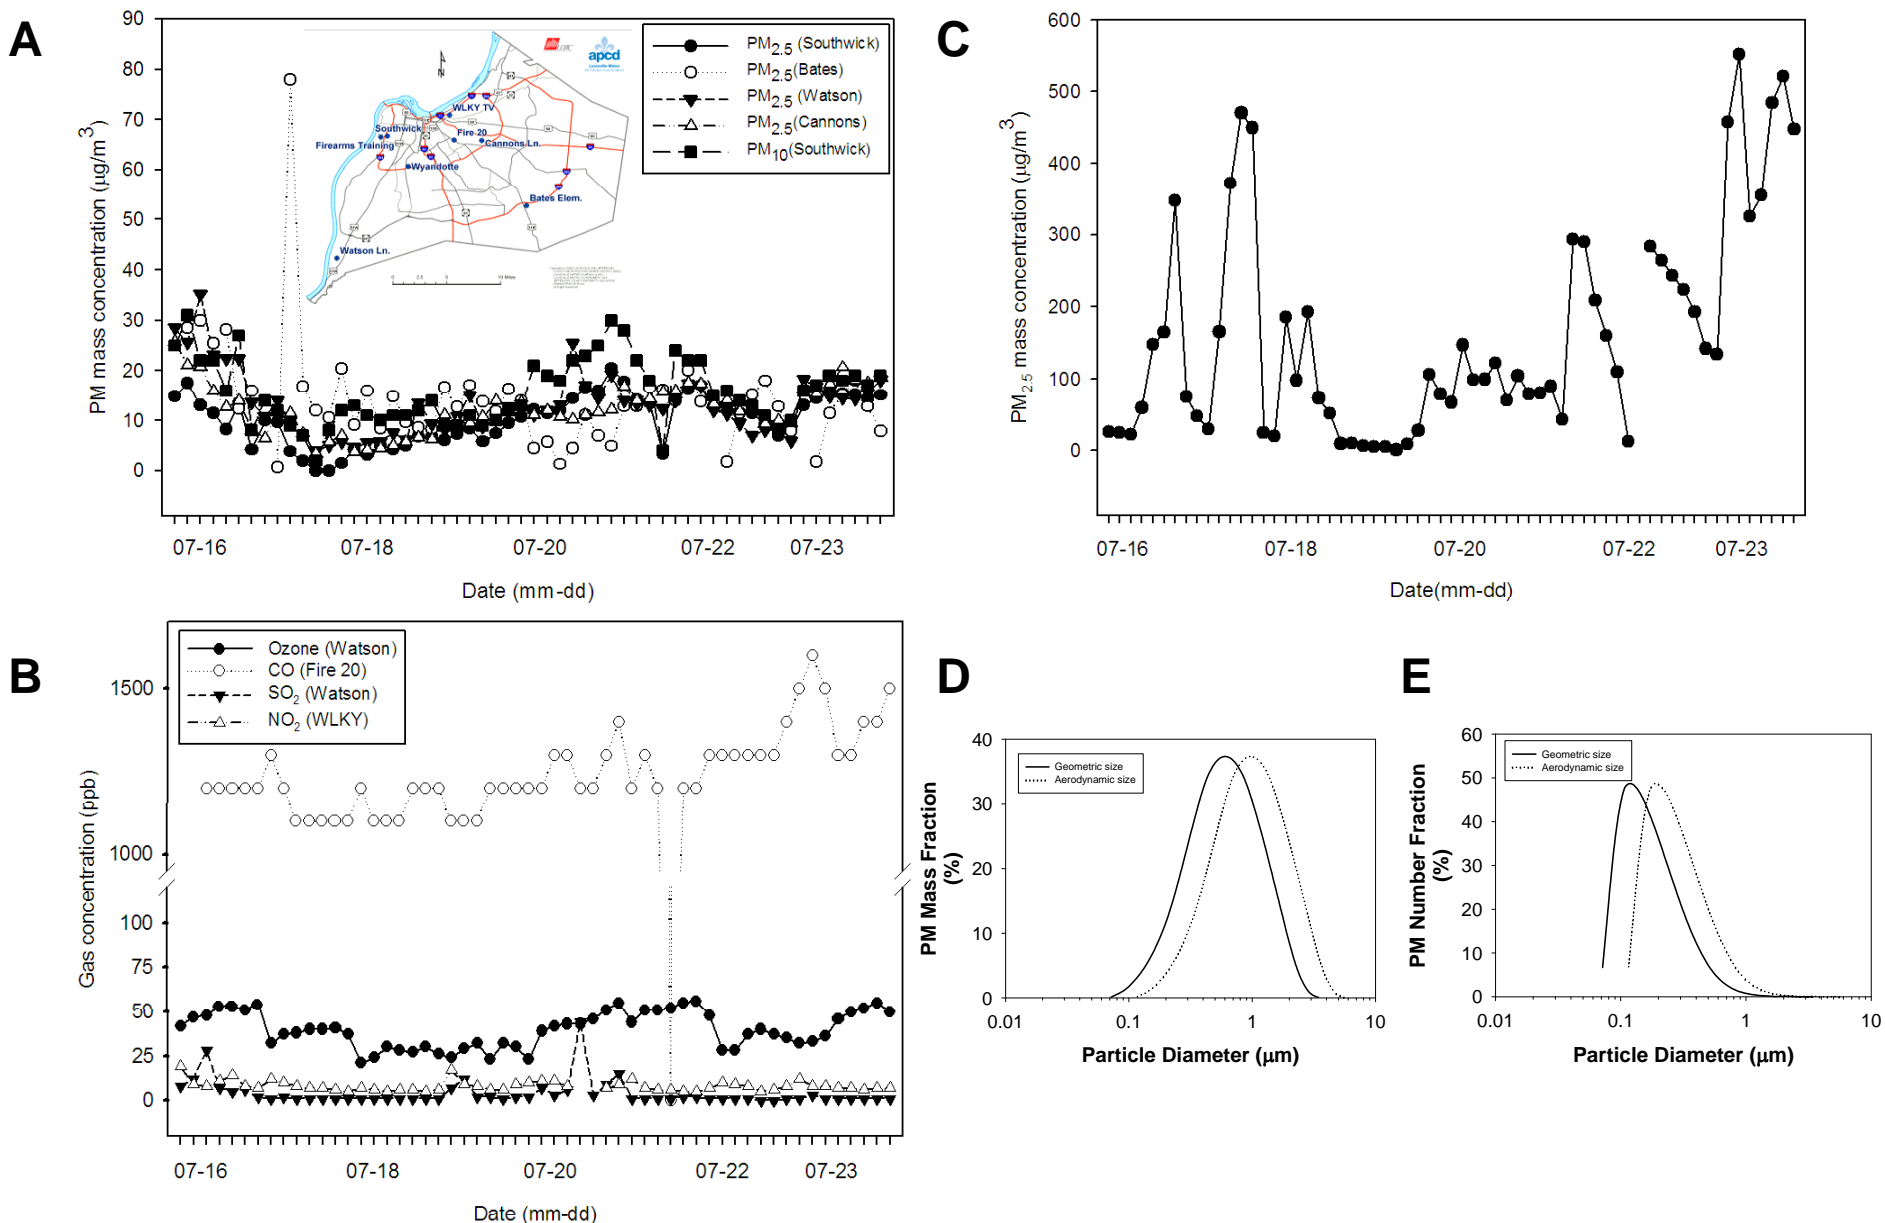 A
90
80
70
60
50
40
30
20
10
0
PM mass concentration (µg/m3)
PM2.5 (Southwick)
PM2.5(Bates)
PM2.5 (Watson)
PM2.5(Cannons)
PM10(Southwick)
apcd
N
WLKY TV
Southwick
Fire 20
Firearms Training
Cannons Ln.
Wyandotte
Bates Elem.
Watson Ln.
0 2.5 5 10 Miles
07-16 07-18 07-20 07-22 07-23
Date (mm-dd)
B
Ozone (Watson)
CO (Fire 20)
SO2 (Watson)
NO2 (WLKY)
1500
1000
100
75
50
25
0
Gas concentration (ppb)
07-16 07-18 07-20 07-22 07-23
Date (mm-dd)
C
600
500
400
300
200
100
0
PM2.5 mass concentration (µg/m3)
07-16 07-18 07-20 07-22 07-23
Date(mm-dd)
D
40
30
20
10
0
PM Mass Fraction
(%)
Geometric size
Aerodynamic size
0.01 0.1 1 10
Particle Diameter (µm)
E
60
50
40
30
20
10
0
PM Number Fraction
(%)
Geometric size
Aerodynamic size
0.01 0.1 1 10
Particle Diameter (µm)